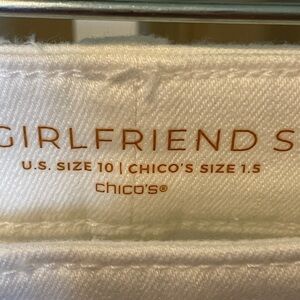 GIRLFRIEND S
U.S. SIZE 10 | CHICO'S SIZE 1.5
chico's®